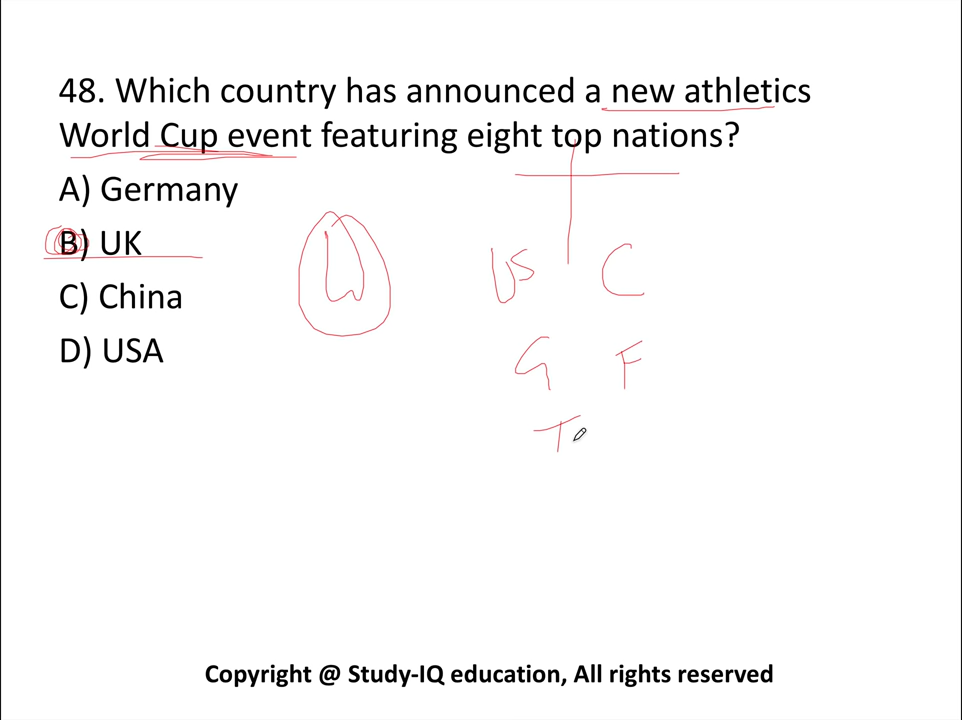 48. Which country has announced a new athletics
World Cup event featuring eight top nations?
A) Germany
B) UK
C) China
D) USA
US C
G F
T
Copyright @ Study-IQ education, All rights reserved